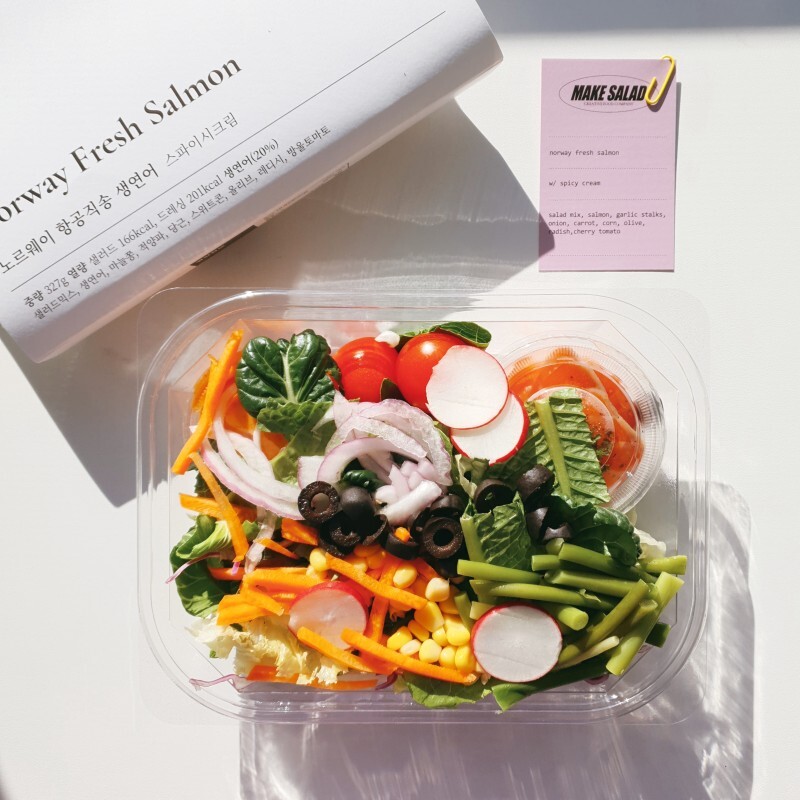 orway Fresh Salmon
노르웨이 항공직송 생연어 스파이시크림
중량 327g 열량 샐러드 166kcal, 드레싱 201kcal 생연어(20%)
샐러드믹스, 생연어, 마늘쫑, 적양파, 당근, 스위트콘, 올리브, 래디시, 방울토마토
MAKE SALAD
norway fresh salmon
w/ spicy cream
salad mix, salmon, garlic stalks,
onion, carrot, corn, olive,
radish,cherry tomato